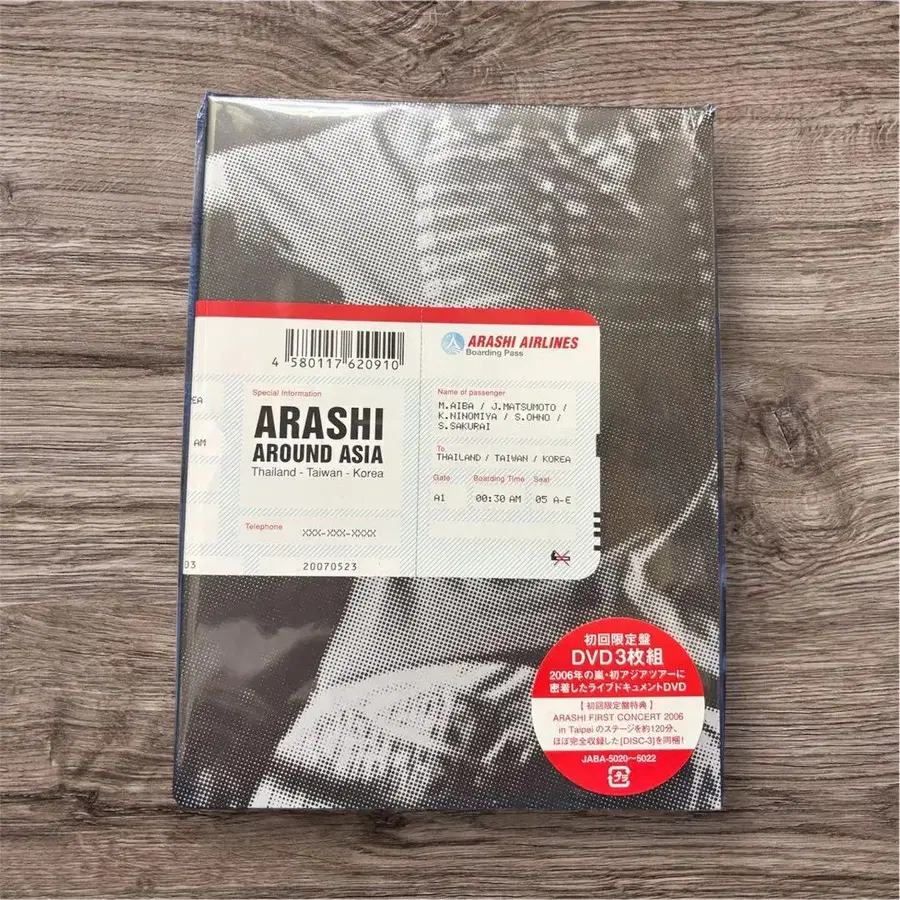 4 580117 620910
ARASHI AIRLINES
Boarding Pass
EA
AM
03
Special Information
ARASHI
AROUND ASIA
Thailand - Taiwan - Korea
Telephone
XXX-XXX-XXXX
20070523
Name of passenger
M.AIBA / J.MATSUMOTO /
K.NINOMIYA / S.OHNO /
S.SAKURAI
To
THAILAND / TAIWAN / KOREA
Gate Boarding Time Seat
A1 00:30 AM 05 A-E
初回限定盤
DVD3枚組
2006年の嵐・初アジアツアーに
密着したライブドキュメントDVD
【初回限定盤特典】
ARASHI FIRST CONCERT 2006
in Taipei のステージを約120分、
ほぼ完全収録した[DISC-3]を同梱!
JABA-5020〜5022
プラ